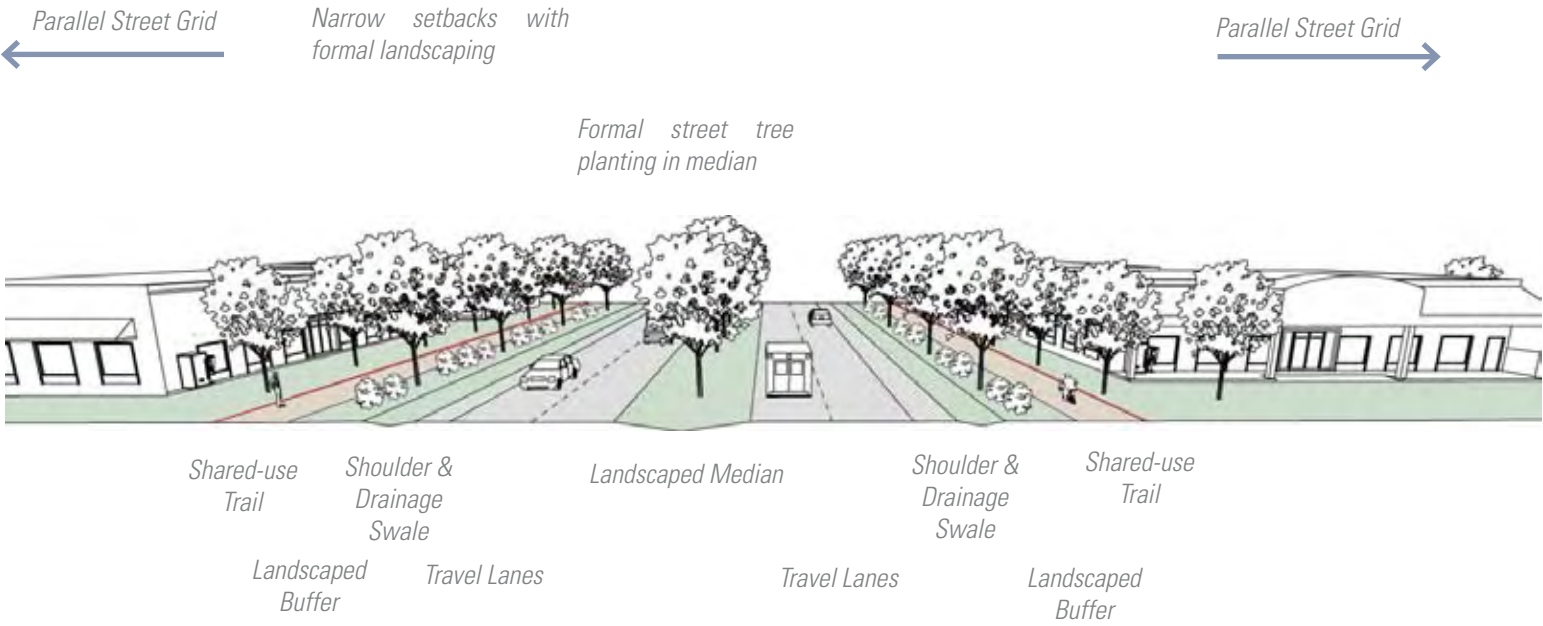 Parallel Street Grid
Narrow setbacks with
formal landscaping
Parallel Street Grid
Formal street tree
planting in median
Shared-use
Trail
Shoulder &
Drainage
Swale
Landscaped Median
Shoulder &
Drainage
Swale
Shared-use
Trail
Landscaped
Buffer
Travel Lanes
Travel Lanes
Landscaped
Buffer